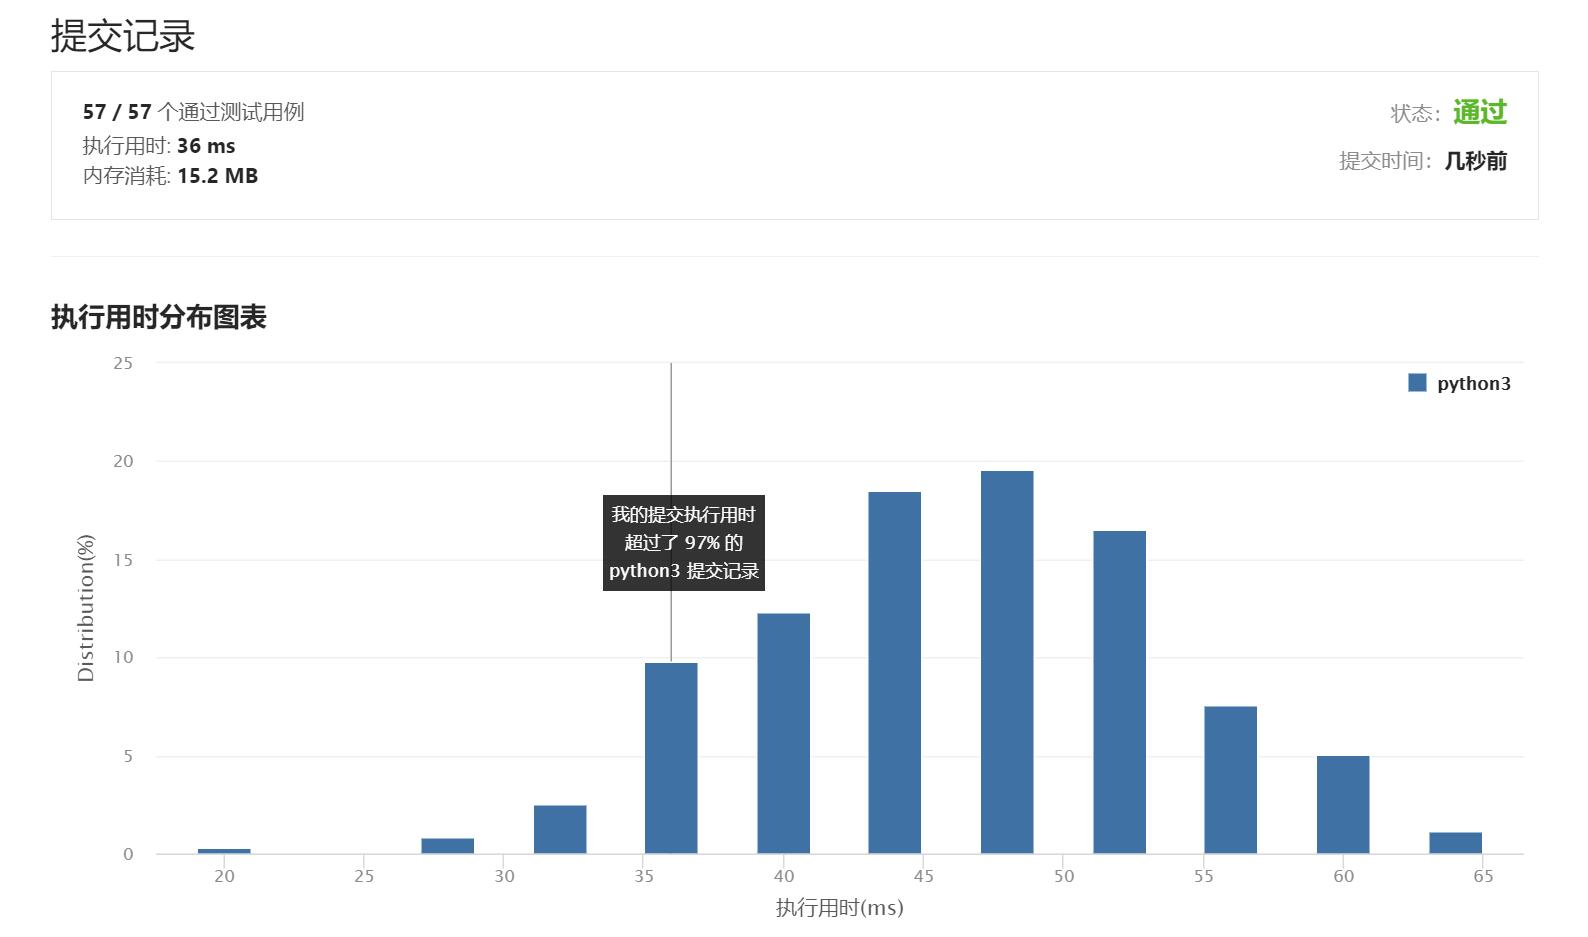 提交记录
57 / 57 个通过测试用例
状态：通过
执行用时: 36 ms
提交时间：几秒前
内存消耗: 15.2 MB
执行用时分布图表
25
python3
20
我的提交执行用时
超过了 97% 的
python3 提交记录
15
Distribution(%)
10
5
0
20 25 30 35 40 45 50 55 60 65
执行用时(ms)